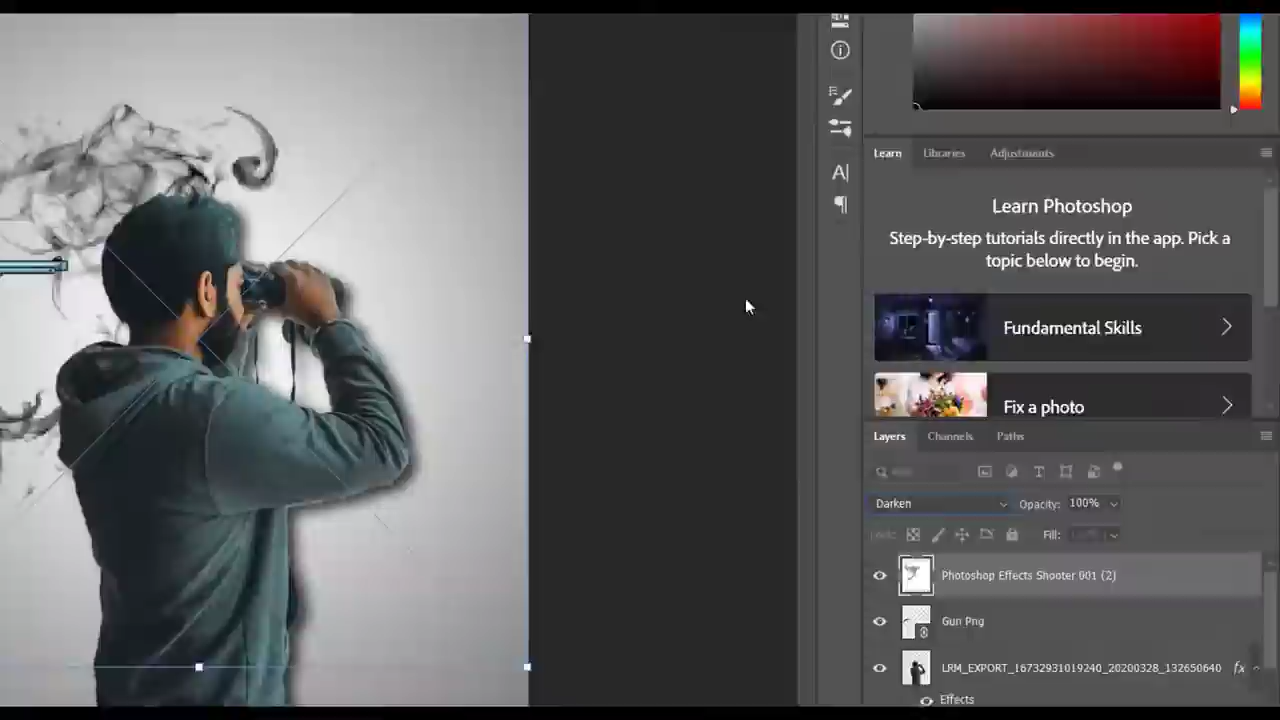 Learn Libraries Adjustments
Learn Photoshop
Step-by-step tutorials directly in the app. Pick a
topic below to begin.
Fundamental Skills
Fix a photo
Layers Channels Paths
Darken Opacity: 100%
Fill:
Photoshop Effects Shooter 001 (2)
Gun Png
LRM_EXPORT_16732931019240_20200328_132650640 fx
Effects